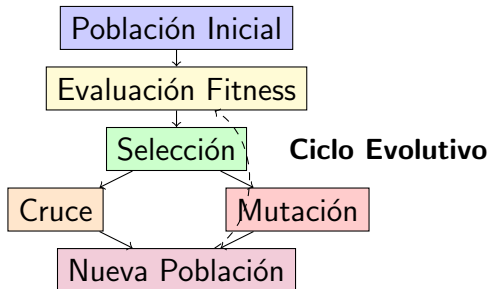 Población Inicial
Evaluación Fitness
Selección
Ciclo Evolutivo
Cruce
Mutación
Nueva Población